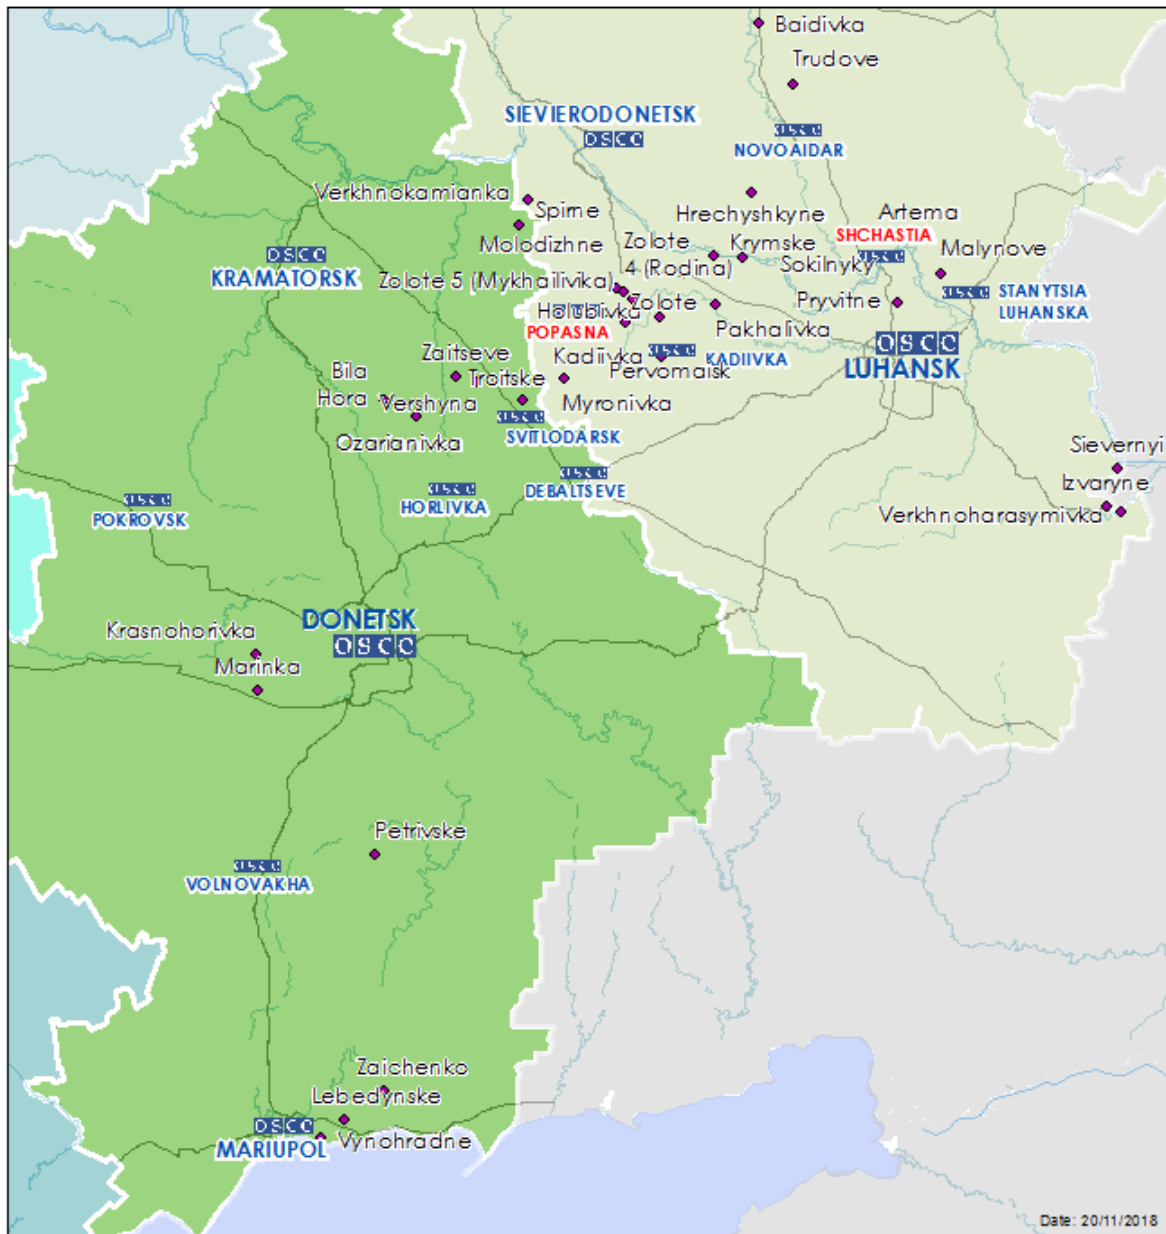 Baidivka
Trudove
SIEVIERODONETSK
OSCE
OSCE
NOVOAIDAR
Verkhnokamianka
Spirne
Hrechyshkyne
Artema
Molodizhne
Zolote
4 (Rodina)
Krymske
SHCHASTIA
OSCE
Sokilnyky
Malynove
OSCE
KRAMATORSK
Zolote 5 (Mykhailivka)
OSCE
STANYTSIA
LUHANSKA
Holubivka
Zolote
Pryvitne
POPASNA
Pakhalivka
OSCE
LUHANSK
Zaitseve
Troitske
Kadiivka
OSCE
KADIIVKA
Pervomaisk
Bila
Hora
Vershyna
Myronivka
Ozarianivka
OSCE
SVITLODARSK
Sievernyi
Izvaryne
OSCE
DEBALTSEVE
OSCE
HORLIVKA
OSCE
POKROVSK
Verkhnoharasymivka
DONETSK
OSCE
Krasnohorivka
Marinka
Petrivske
OSCE
VOLNOVAKHA
Zaichenko
Lebedynske
OSCE
MARIUPOL
Vynohradne
Date: 20/11/2018